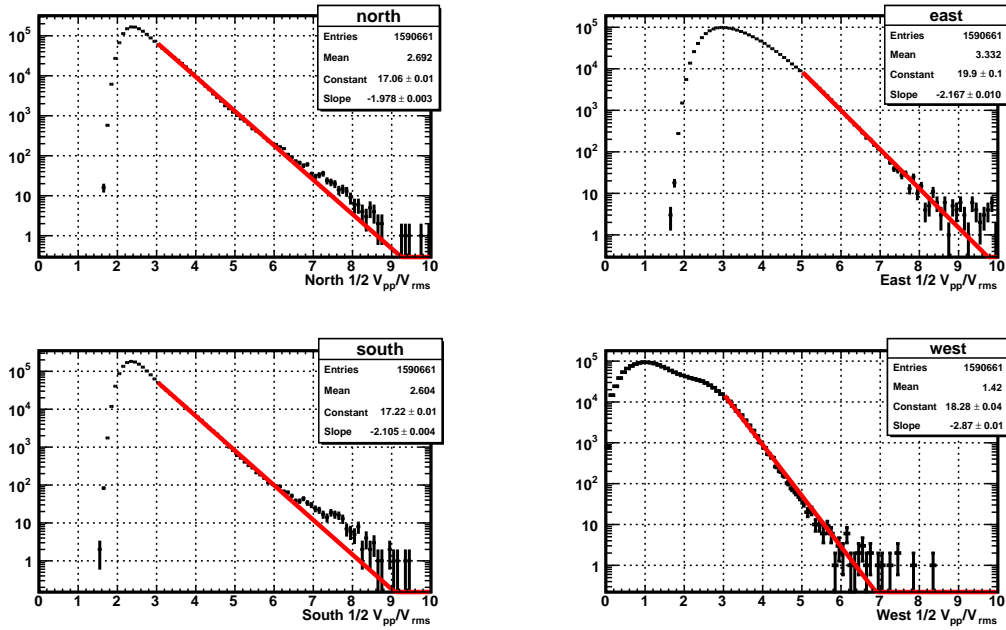 north
Entries 1590661
Mean 2.692
Constant 17.06 ± 0.01
Slope -1.978 ± 0.003
10^5
10^4
10^3
10^2
10
1
0 1 2 3 4 5 6 7 8 9 10
North 1/2 V_pp/V_rms
east
Entries 1590661
Mean 3.332
Constant 19.9 ± 0.1
Slope -2.167 ± 0.010
10^5
10^4
10^3
10^2
10
1
0 1 2 3 4 5 6 7 8 9 10
East 1/2 V_pp/V_rms
south
Entries 1590661
Mean 2.604
Constant 17.22 ± 0.01
Slope -2.105 ± 0.004
10^5
10^4
10^3
10^2
10
1
0 1 2 3 4 5 6 7 8 9 10
South 1/2 V_pp/V_rms
west
Entries 1590661
Mean 1.42
Constant 18.28 ± 0.04
Slope -2.87 ± 0.01
10^5
10^4
10^3
10^2
10
1
0 1 2 3 4 5 6 7 8 9 10
West 1/2 V_pp/V_rms